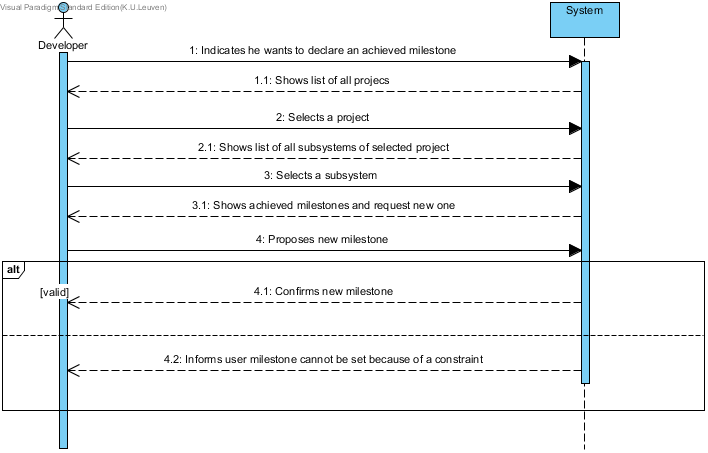 Visual Paradigm Standard Edition(K.U.Leuven)
System
Developer
1: Indicates he wants to declare an achieved milestone
1.1: Shows list of all projecs
2: Selects a project
2.1: Shows list of all subsystems of selected project
3: Selects a subsystem
3.1: Shows achieved milestones and request new one
4: Proposes new milestone
alt
[valid]
4.1: Confirms new milestone
4.2: Informs user milestone cannot be set because of a constraint